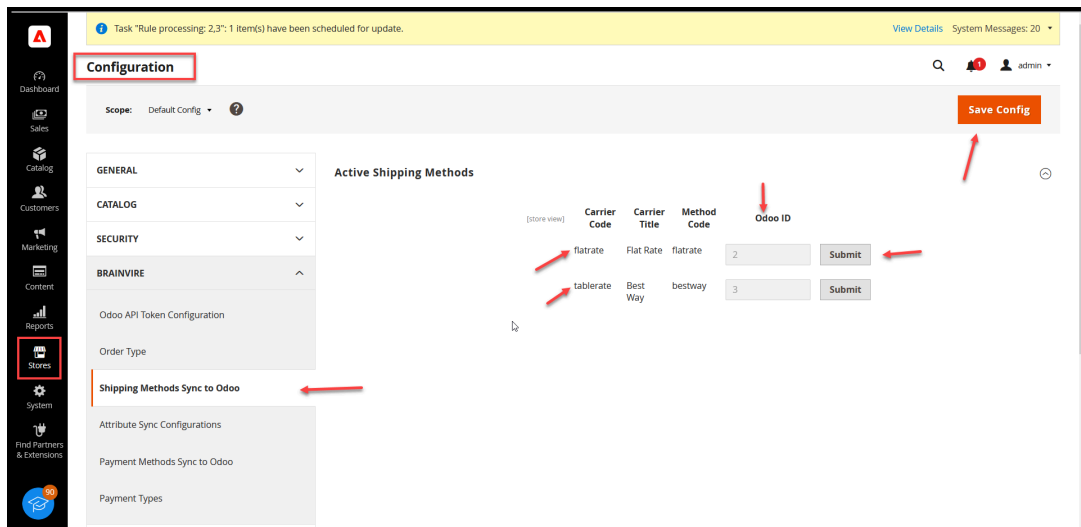 Task "Rule processing: 2,3": 1 item(s) have been scheduled for update.
View Details System Messages: 20
Configuration
1
admin
Scope: Default Config ?
Save Config
Dashboard
Sales
Catalog
Customers
Marketing
Content
Reports
Stores
System
Find Partners
& Extensions
90
GENERAL
CATALOG
SECURITY
BRAINVIRE
Odoo API Token Configuration
Order Type
Shipping Methods Sync to Odoo
Attribute Sync Configurations
Payment Methods Sync to Odoo
Payment Types
Active Shipping Methods
[store view] Carrier Code Carrier Title Method Code Odoo ID
flatrate Flat Rate flatrate 2 Submit
tablerate Best Way bestway 3 Submit